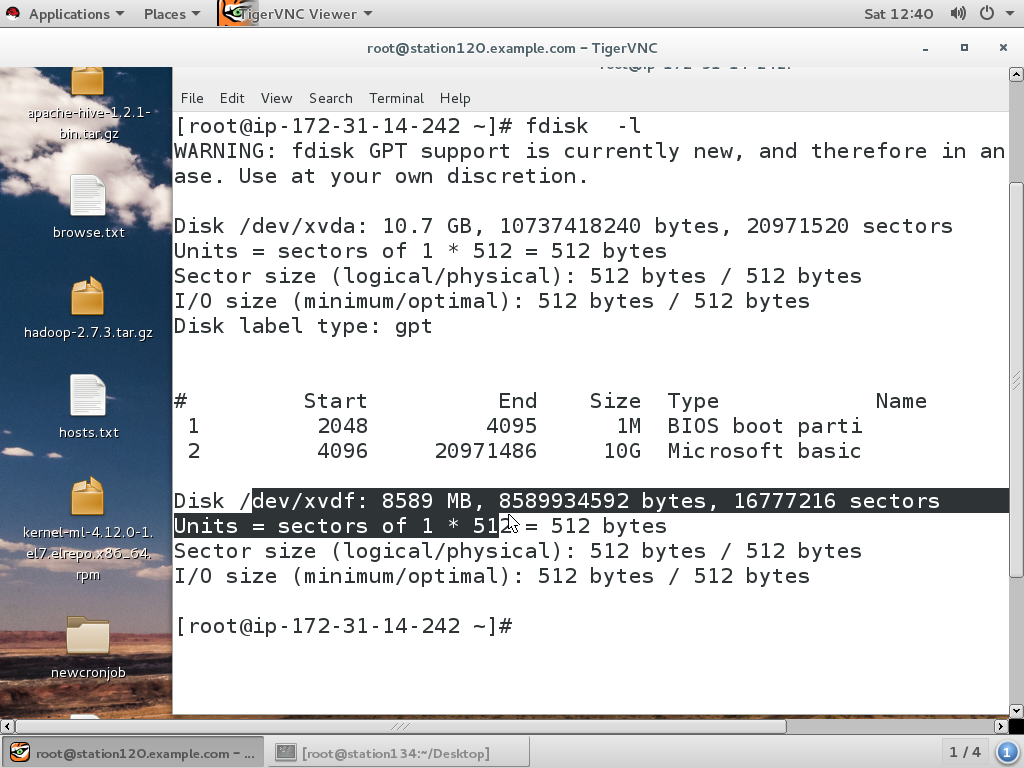 Applications Places TigerVNC Viewer Sat 12:40
root@station120.example.com – TigerVNC
File Edit View Search Terminal Help
[root@ip-172-31-14-242 ~]# fdisk  -l
WARNING: fdisk GPT support is currently new, and therefore in an
ase. Use at your own discretion.
Disk /dev/xvda: 10.7 GB, 10737418240 bytes, 20971520 sectors
Units = sectors of 1 * 512 = 512 bytes
Sector size (logical/physical): 512 bytes / 512 bytes
I/O size (minimum/optimal): 512 bytes / 512 bytes
Disk label type: gpt
#         Start          End    Size  Type            Name
1         2048         4095      1M  BIOS boot parti
2         4096     20971486     10G  Microsoft basic
Disk /dev/xvdf: 8589 MB, 8589934592 bytes, 16777216 sectors
Units = sectors of 1 * 512 = 512 bytes
Sector size (logical/physical): 512 bytes / 512 bytes
I/O size (minimum/optimal): 512 bytes / 512 bytes
[root@ip-172-31-14-242 ~]#
apache-hive-1.2.1-
bin.tar.gz
browse.txt
hadoop-2.7.3.tar.gz
hosts.txt
kernel-ml-4.12.0-1.
el7.elrepo.x86_64.
rpm
newcronjob
root@station120.example.com – ... [root@station134:~/Desktop] 1 / 4 1